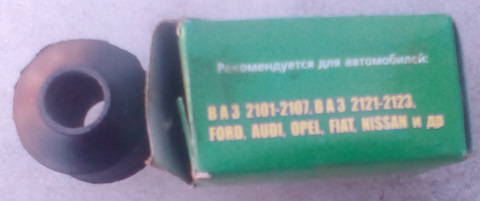 Рекомендуется для автомобилей:
ВАЗ 2101-2107, ВАЗ 2121-2123,
FORD, AUDI, OPEL, FIAT, NISSAN и др